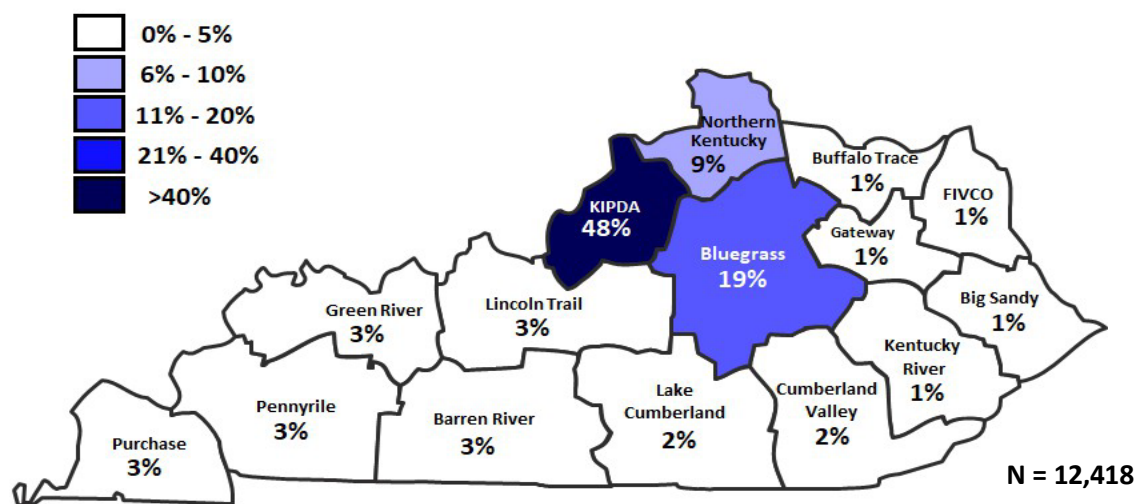 0% - 5%
6% - 10%
11% - 20%
21% - 40%
>40%
Northern
Kentucky
9%
Buffalo Trace
1%
FIVCO
1%
KIPDA
48%
Gateway
1%
Bluegrass
19%
Big Sandy
1%
Green River
3%
Lincoln Trail
3%
Kentucky
River
1%
Pennyrile
3%
Barren River
3%
Lake
Cumberland
2%
Cumberland
Valley
2%
Purchase
3%
N = 12,418